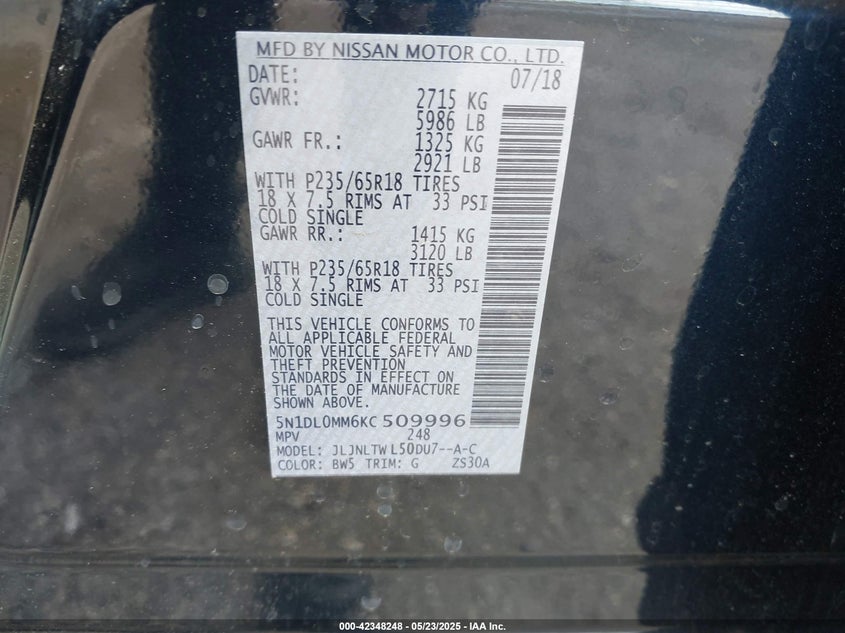 MFD BY NISSAN MOTOR CO., LTD.
DATE: 07/18
GVWR: 2715 KG
5986 LB
GAWR FR.: 1325 KG
2921 LB
WITH P235/65R18 TIRES
18 X 7.5 RIMS AT 33 PSI
COLD SINGLE
GAWR RR.: 1415 KG
3120 LB
WITH P235/65R18 TIRES
18 X 7.5 RIMS AT 33 PSI
COLD SINGLE
THIS VEHICLE CONFORMS TO
ALL APPLICABLE FEDERAL
MOTOR VEHICLE SAFETY AND
THEFT PREVENTION
STANDARDS IN EFFECT ON
THE DATE OF MANUFACTURE
SHOWN ABOVE.
5N1DL0MM6KC 509996
MPV 248
MODEL: JLJNLTW L50DU7--A-C
COLOR: BW5 TRIM: G ZS30A
000-42348248 - 05/23/2025 - IAA Inc.